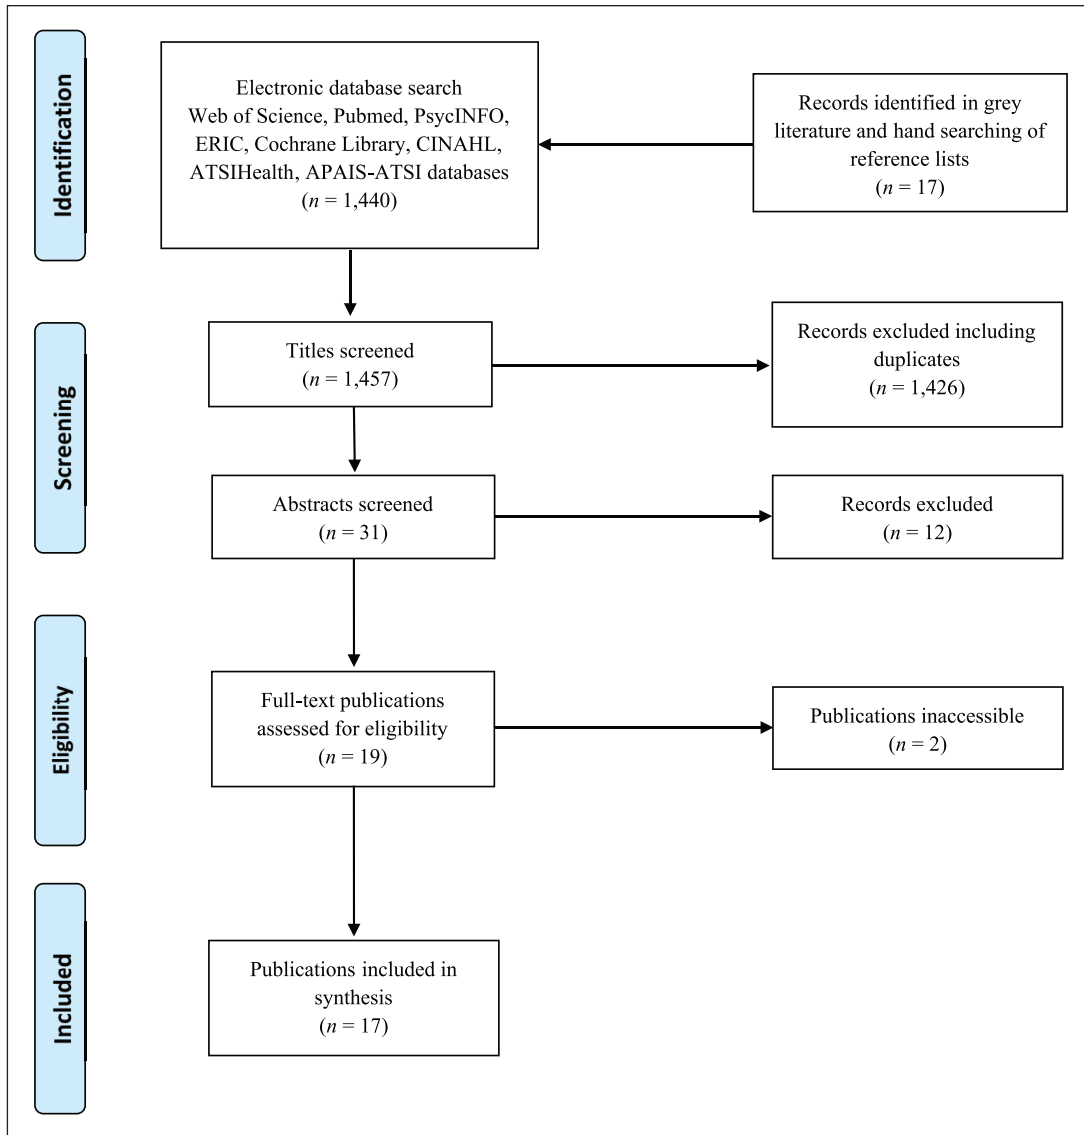 Identification
Electronic database search
Web of Science, Pubmed, PsycINFO,
ERIC, Cochrane Library, CINAHL,
ATSIHealth, APAIS-ATSI databases
(n = 1,440)
Records identified in grey
literature and hand searching of
reference lists
(n = 17)
Screening
Titles screened
(n = 1,457)
Records excluded including
duplicates
(n = 1,426)
Abstracts screened
(n = 31)
Records excluded
(n = 12)
Eligibility
Full-text publications
assessed for eligibility
(n = 19)
Publications inaccessible
(n = 2)
Included
Publications included in
synthesis
(n = 17)